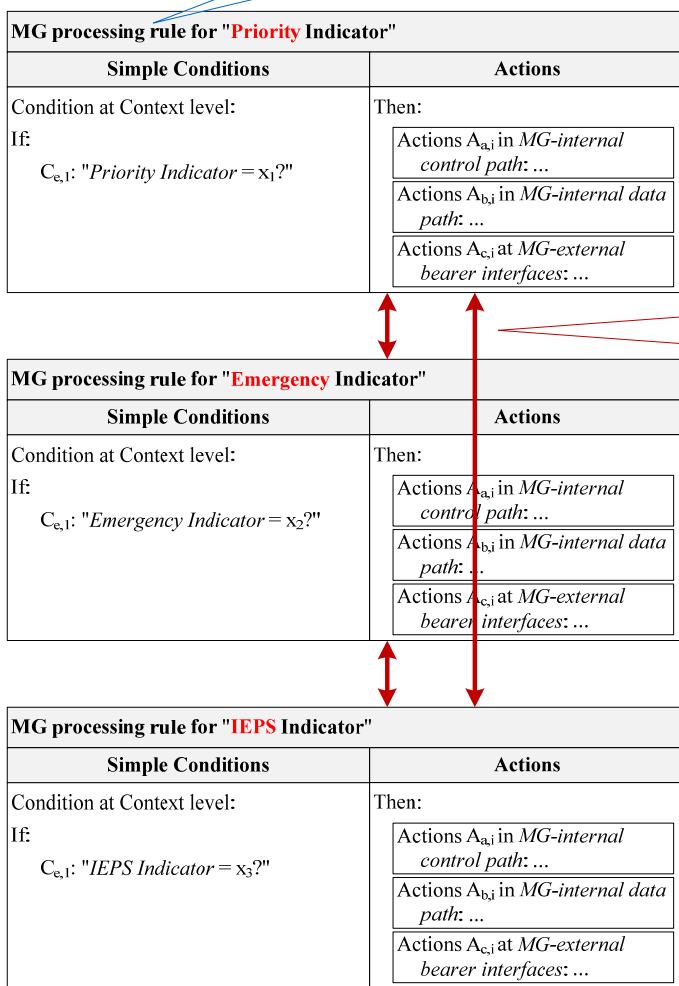 MG processing rule for "Priority Indicator"
Simple Conditions
Actions
Condition at Context level:
If:
Cₑ,₁: "Priority Indicator = x₁?"
Then:
Actions Aₐ,ᵢ in MG-internal
control path: ...
Actions A_b,i in MG-internal data
path: ...
Actions A_c,i at MG-external
bearer interfaces: ...
MG processing rule for "Emergency Indicator"
Simple Conditions
Actions
Condition at Context level:
If:
Cₑ,₁: "Emergency Indicator = x₂?"
Then:
Actions Aₐ,ᵢ in MG-internal
control path: ...
Actions A_b,i in MG-internal data
path: ...
Actions A_c,i at MG-external
bearer interfaces: ...
MG processing rule for "IEPS Indicator"
Simple Conditions
Actions
Condition at Context level:
If:
Cₑ,₁: "IEPS Indicator = x₃?"
Then:
Actions Aₐ,ᵢ in MG-internal
control path: ...
Actions A_b,i in MG-internal data
path: ...
Actions A_c,i at MG-external
bearer interfaces: ...